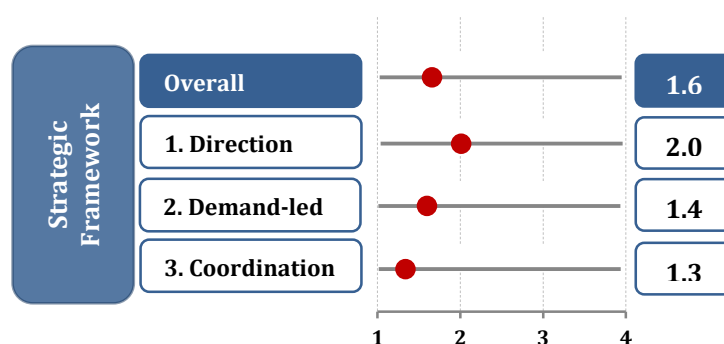 Strategic
Framework
Overall
1.6
1. Direction
2.0
2. Demand-led
1.4
3. Coordination
1.3
1 2 3 4